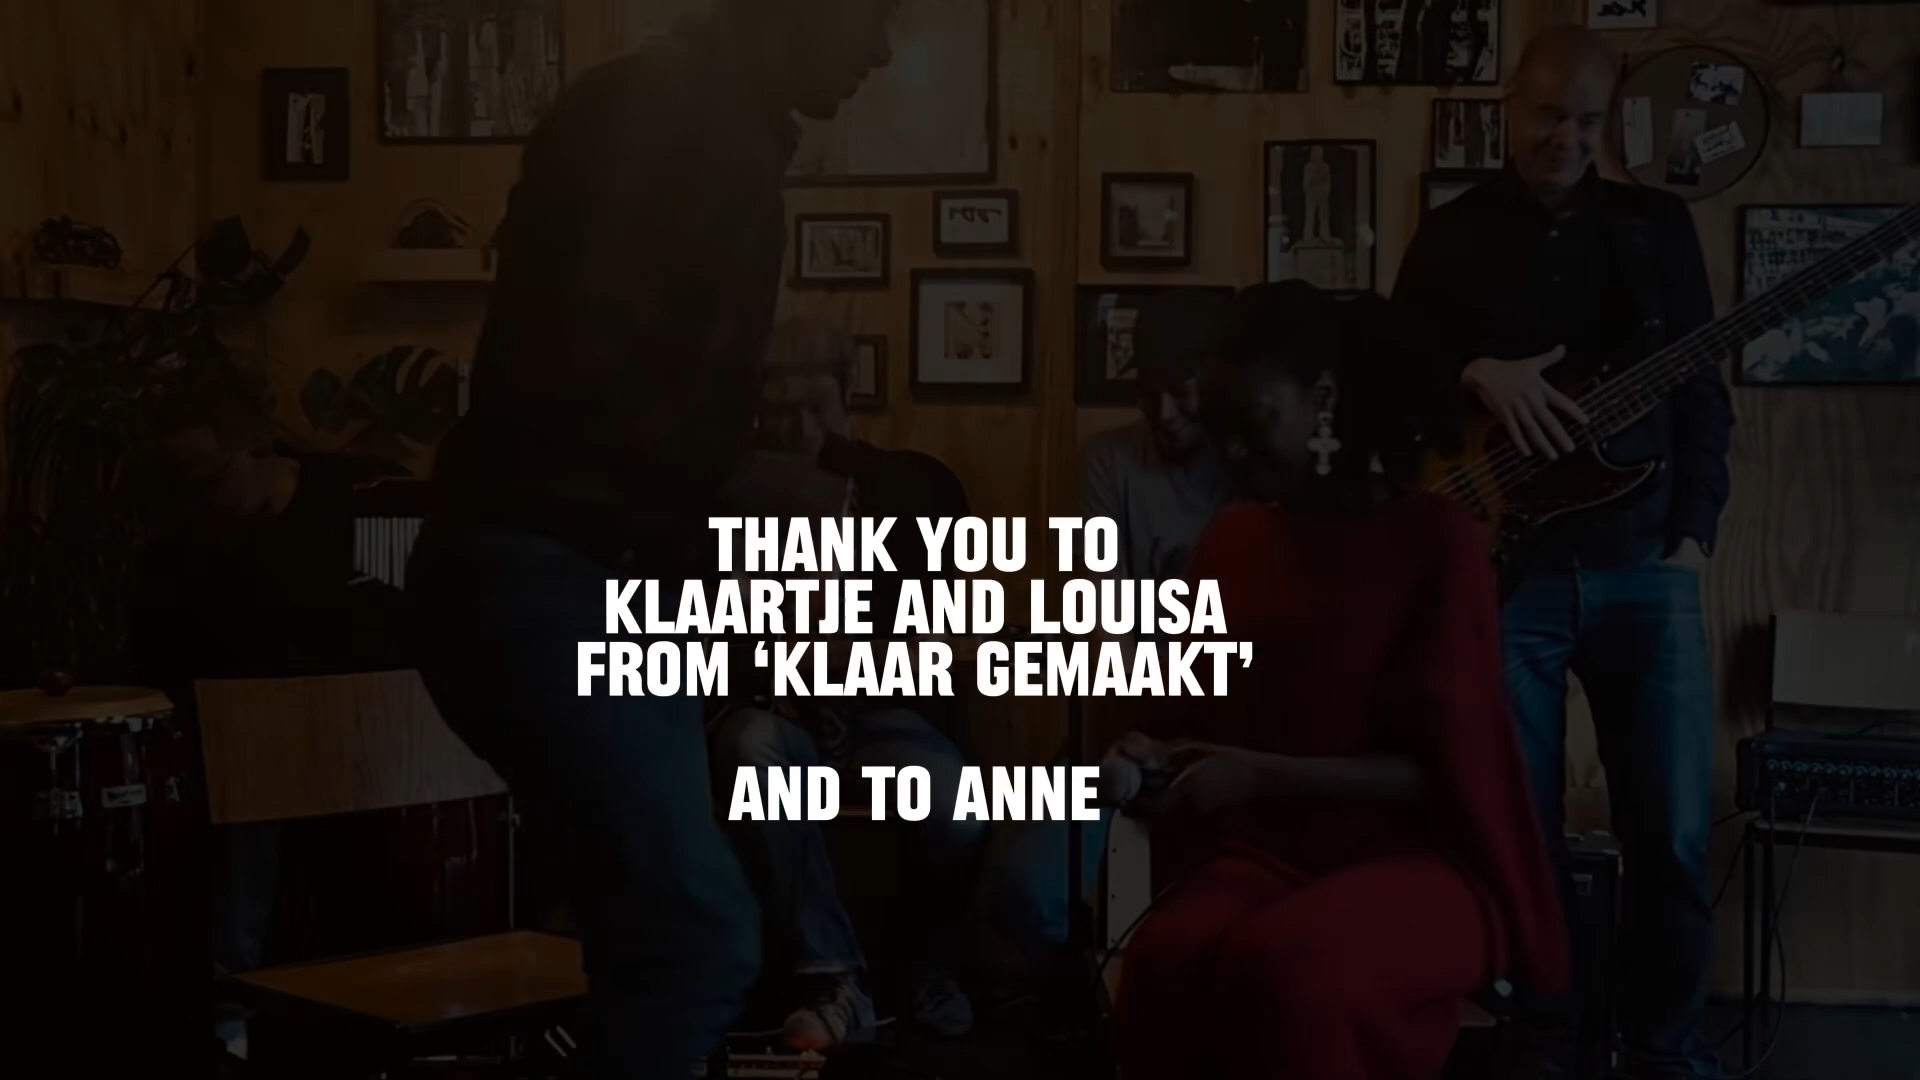 THANK YOU TO
KLAARTJE AND LOUISA
FROM ‘KLAAR GEMAAKT’
AND TO ANNE